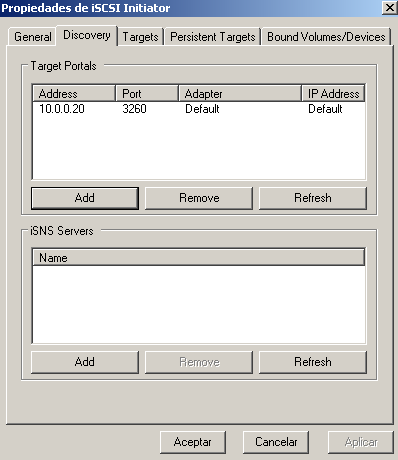 Propiedades de iSCSI Initiator
General Discovery Targets Persistent Targets Bound Volumes/Devices
Target Portals
Address Port Adapter IP Address
10.0.0.20 3260 Default Default
Add Remove Refresh
iSNS Servers
Name
Add Remove Refresh
Aceptar Cancelar Aplicar